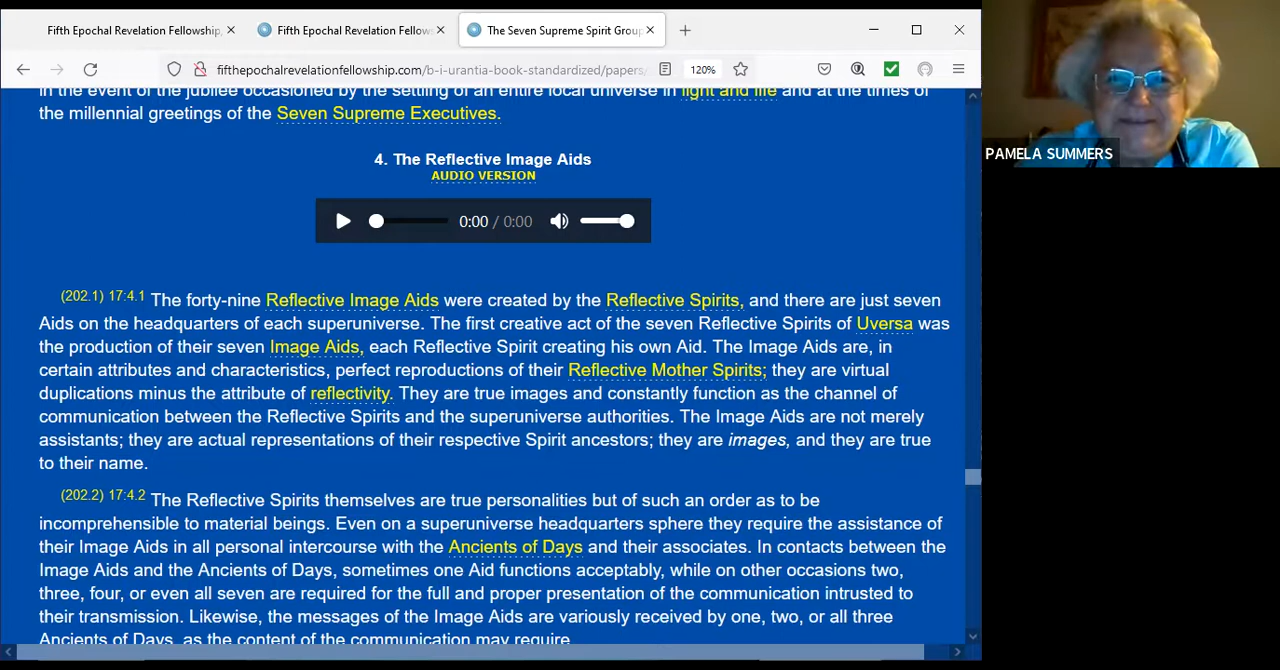 Fifth Epochal Revelation Fellowship,
Fifth Epochal Revelation Fellows
The Seven Supreme Spirit Group
fifthepochalrevelationfellowship.com/b-i-urantia-book-standardized/papers/
120%
in the event of the jubilee occasioned by the settling of an entire local universe in light and life and at the times of
the millennial greetings of the Seven Supreme Executives.
4. The Reflective Image Aids
AUDIO VERSION
0:00 / 0:00
(202.1) 17:4.1 The forty-nine Reflective Image Aids were created by the Reflective Spirits, and there are just seven
Aids on the headquarters of each superuniverse. The first creative act of the seven Reflective Spirits of Uversa was
the production of their seven Image Aids, each Reflective Spirit creating his own Aid. The Image Aids are, in
certain attributes and characteristics, perfect reproductions of their Reflective Mother Spirits; they are virtual
duplications minus the attribute of reflectivity. They are true images and constantly function as the channel of
communication between the Reflective Spirits and the superuniverse authorities. The Image Aids are not merely
assistants; they are actual representations of their respective Spirit ancestors; they are images, and they are true
to their name.
(202.2) 17:4.2 The Reflective Spirits themselves are true personalities but of such an order as to be
incomprehensible to material beings. Even on a superuniverse headquarters sphere they require the assistance of
their Image Aids in all personal intercourse with the Ancients of Days and their associates. In contacts between the
Image Aids and the Ancients of Days, sometimes one Aid functions acceptably, while on other occasions two,
three, four, or even all seven are required for the full and proper presentation of the communication intrusted to
their transmission. Likewise, the messages of the Image Aids are variously received by one, two, or all three
Ancients of Days, as the content of the communication may require.
PAMELA SUMMERS